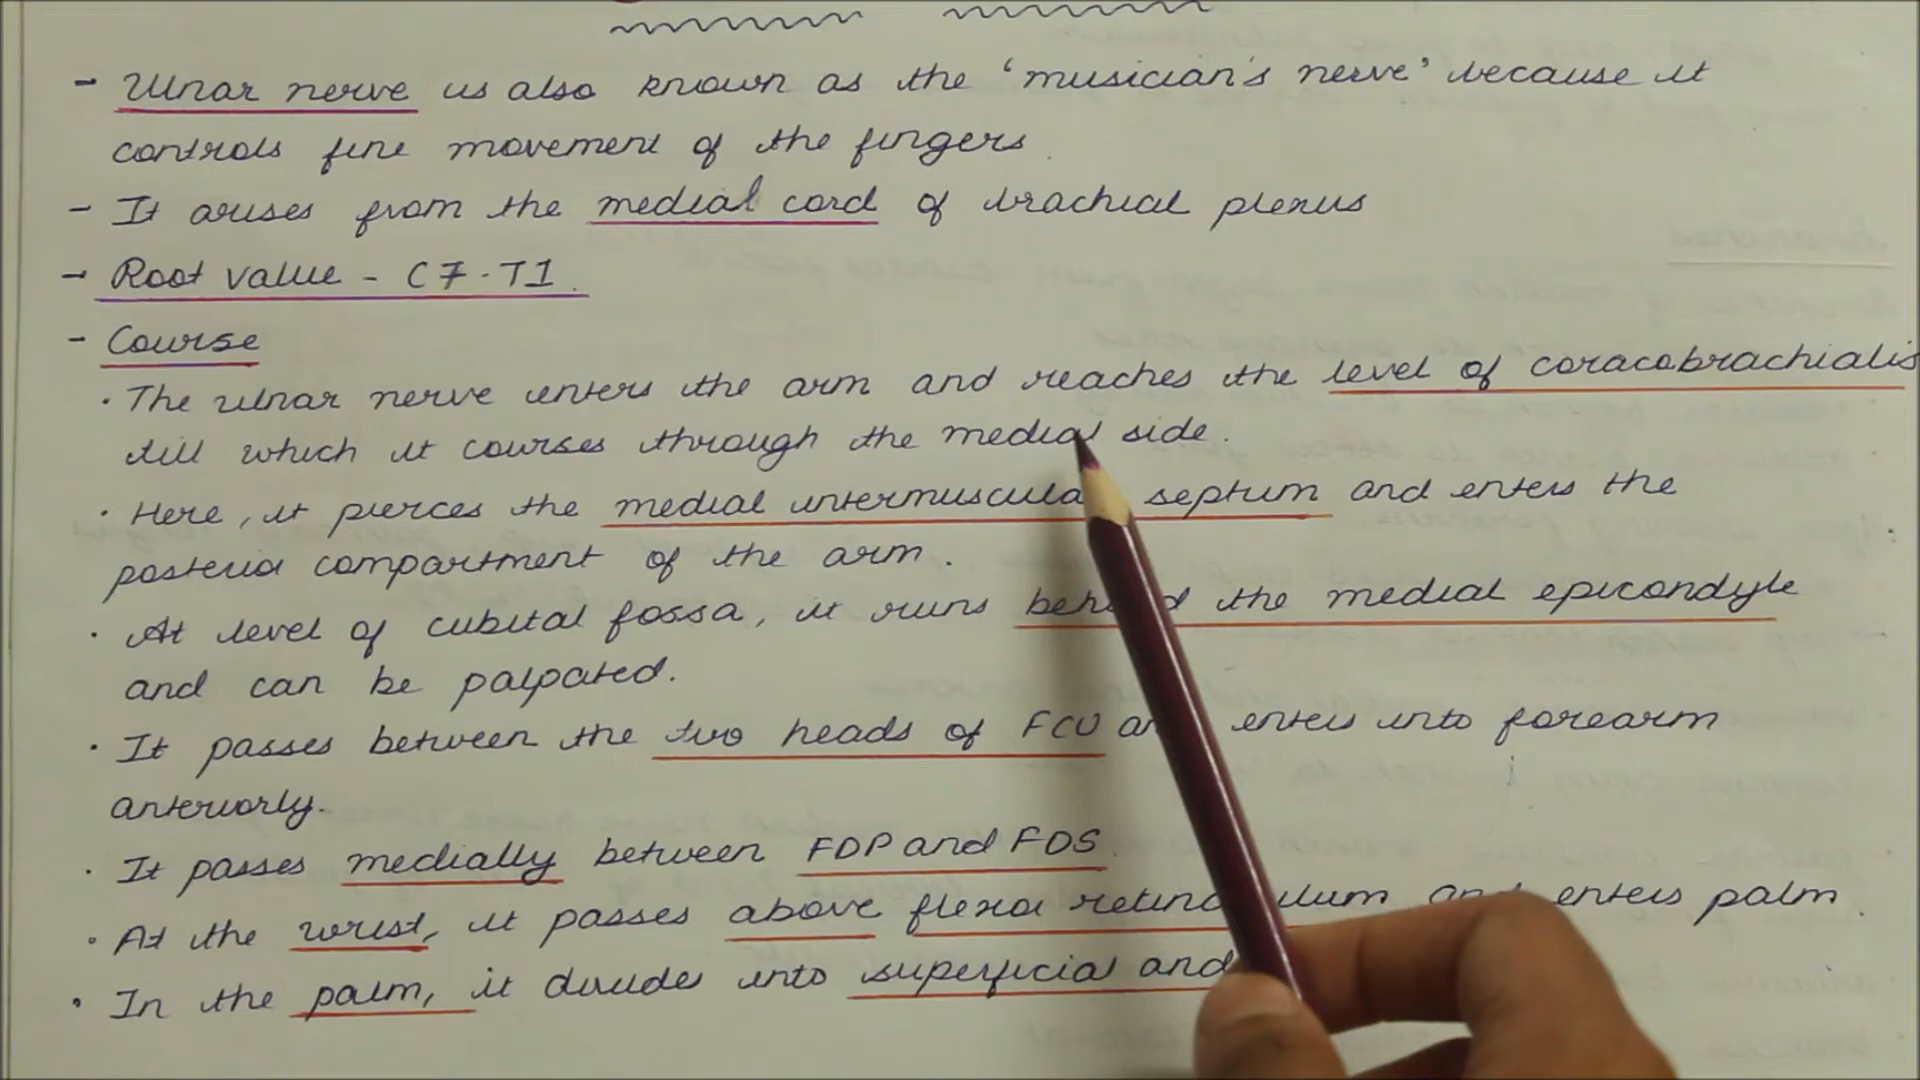 - Ulnar nerve is also known as the 'musician's nerve' because it
controls fine movement of the fingers
- It arises from the medial cord of brachial plexus
- Root value - C7-T1.
- Course
· The ulnar nerve enters the arm and reaches the level of coracobrachialis
till which it courses through the medial side.
· Here, it pierces the medial intermuscular septum and enters the
posterior compartment of the arm.
· At level of cubital fossa, it runs behind the medial epicondyle
and can be palpated.
· It passes between the two heads of FCU and enters into forearm
anteriorly.
· It passes medially between FDP and FDS.
· At the wrist, it passes above flexor retinaculum and enters palm.
· In the palm, it divides into superficial and